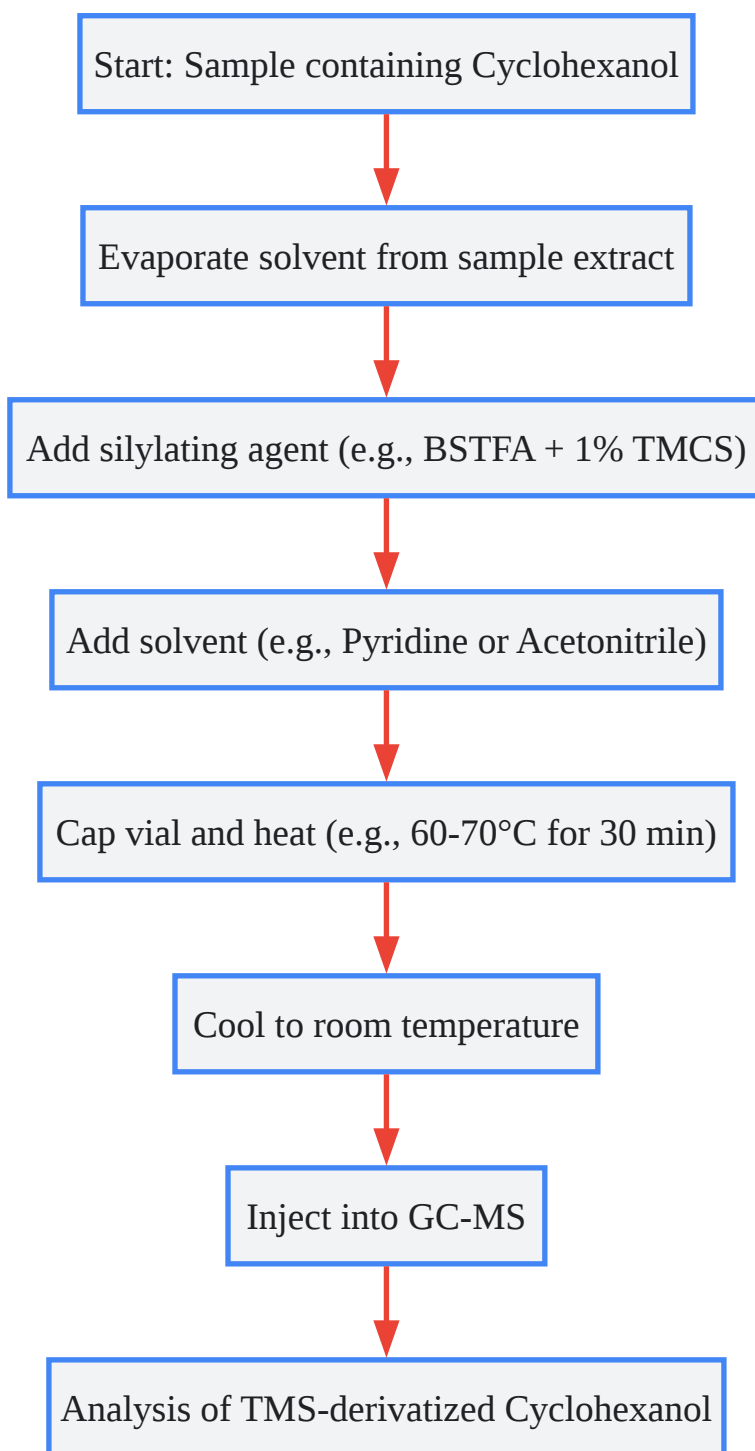 Start: Sample containing Cyclohexanol
Evaporate solvent from sample extract
Add silylating agent (e.g., BSTFA + 1% TMCS)
Add solvent (e.g., Pyridine or Acetonitrile)
Cap vial and heat (e.g., 60-70°C for 30 min)
Cool to room temperature
Inject into GC-MS
Analysis of TMS-derivatized Cyclohexanol